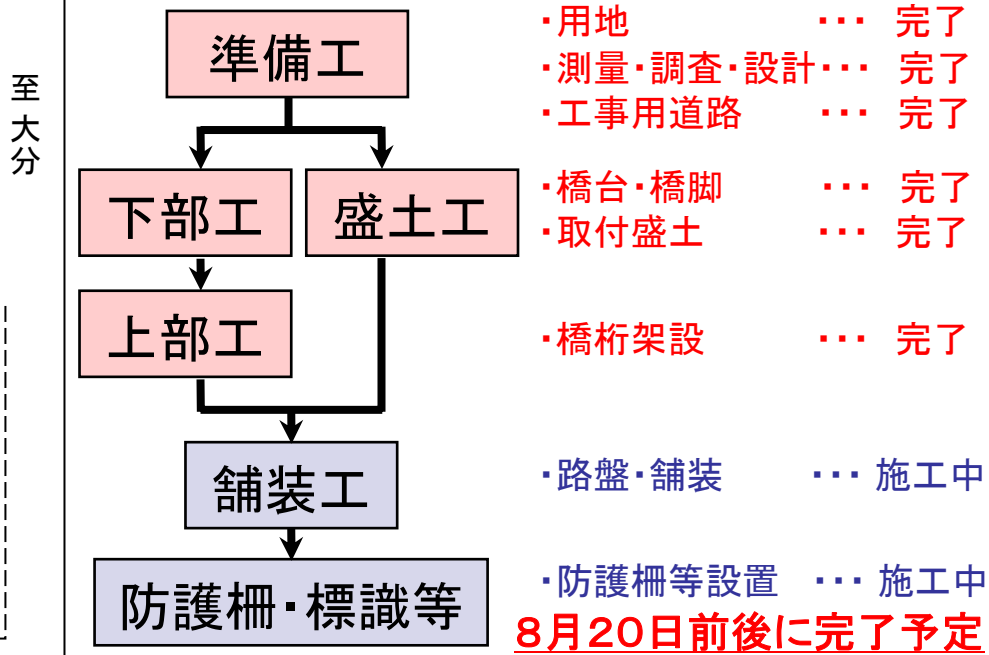 至大分
準備工
・用地 ･･･ 完了
・測量・調査・設計･･･ 完了
・工事用道路 ･･･ 完了
下部工 盛土工
・橋台・橋脚 ･･･ 完了
・取付盛土 ･･･ 完了
上部工
・橋桁架設 ･･･ 完了
舗装工
・路盤・舗装 ･･･ 施工中
防護柵・標識等
・防護柵等設置 ･･･ 施工中
８月２０日前後に完了予定